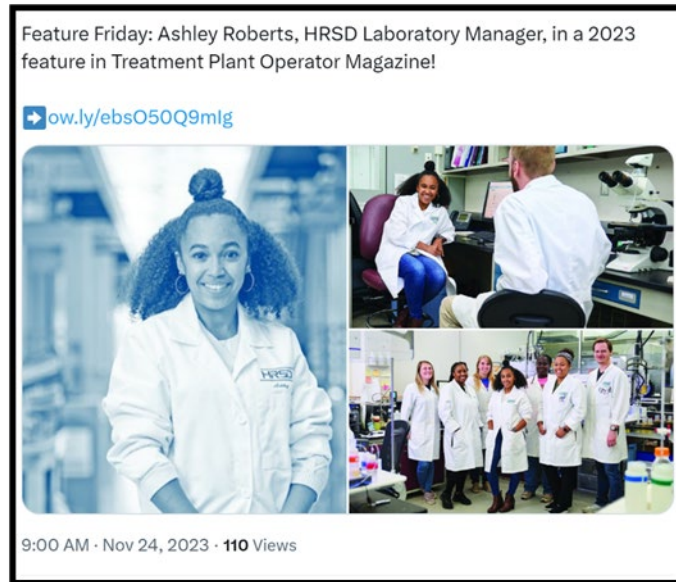 Feature Friday: Ashley Roberts, HRSD Laboratory Manager, in a 2023
feature in Treatment Plant Operator Magazine!
➡ow.ly/ebsO50Q9mIg
HRSD
9:00 AM · Nov 24, 2023 · 110 Views